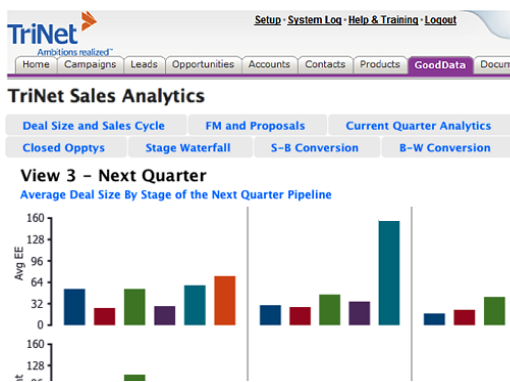 Setup · System Log · Help & Training · Logout
TriNet
Ambitions realized™
Home Campaigns Leads Opportunities Accounts Contacts Products GoodData Docum
TriNet Sales Analytics
Deal Size and Sales Cycle FM and Proposals Current Quarter Analytics
Closed Opptys Stage Waterfall S-B Conversion B-W Conversion
View 3 - Next Quarter
Average Deal Size By Stage of the Next Quarter Pipeline
160
128
Avg EE
96
64
32
0
160
128